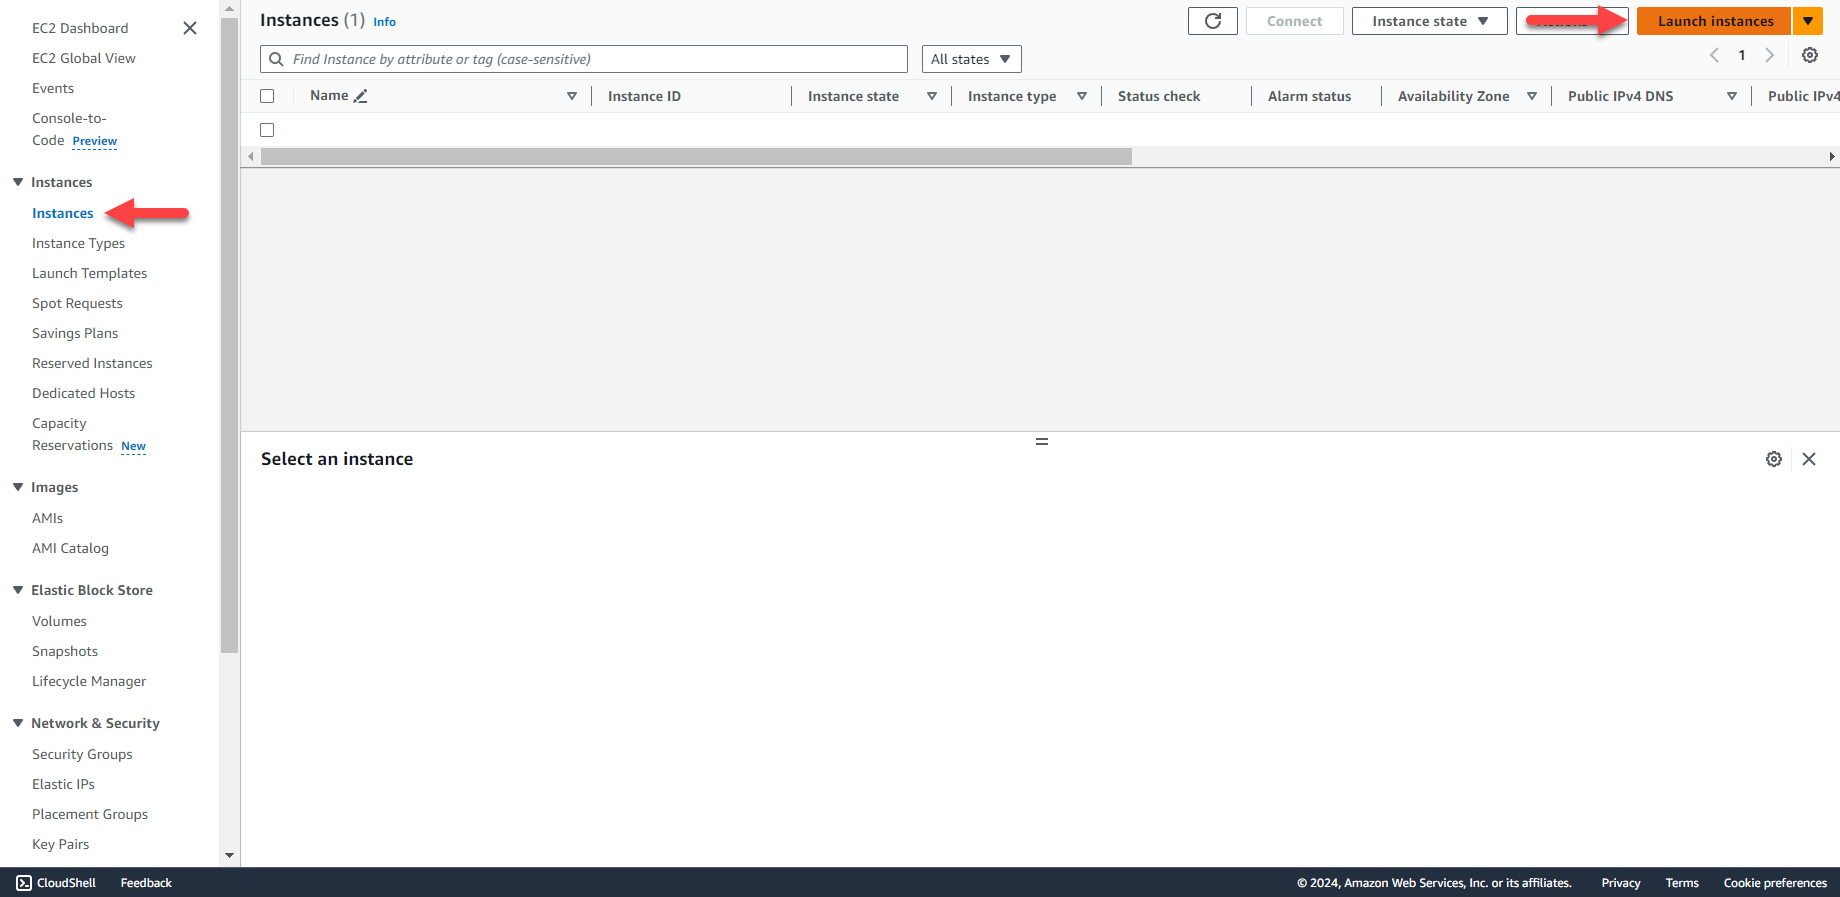 EC2 Dashboard
EC2 Global View
Events
Console-to-
Code Preview
Instances
Instances
Instance Types
Launch Templates
Spot Requests
Savings Plans
Reserved Instances
Dedicated Hosts
Capacity
Reservations New
Images
AMIs
AMI Catalog
Elastic Block Store
Volumes
Snapshots
Lifecycle Manager
Network & Security
Security Groups
Elastic IPs
Placement Groups
Key Pairs
Instances (1) Info
Connect
Instance state
Launch instances
Find Instance by attribute or tag (case-sensitive)
All states
1
Name
Instance ID
Instance state
Instance type
Status check
Alarm status
Availability Zone
Public IPv4 DNS
Public IPv4
Select an instance
CloudShell
Feedback
© 2024, Amazon Web Services, Inc. or its affiliates.
Privacy
Terms
Cookie preferences